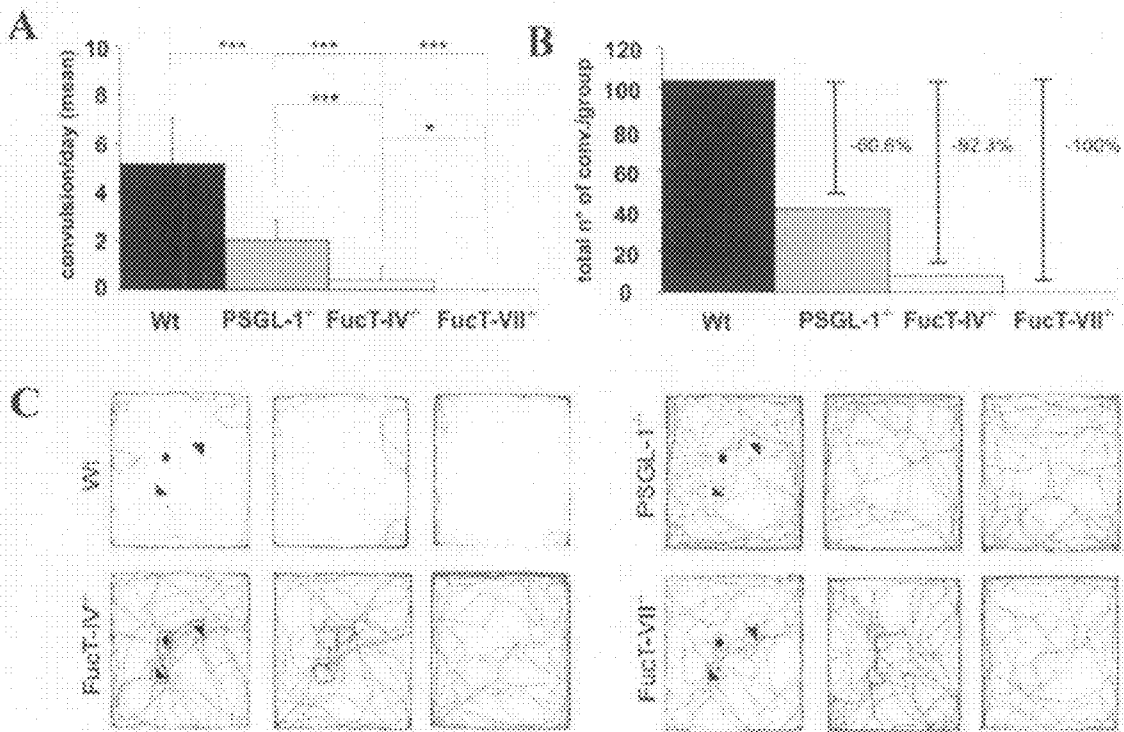 A
convulsion/day (mean)
10
8
6
4
2
0
*** *** ***
***
*
Wt PSGL-1-/- FucT-IV-/- FucT-VII-/-
B
total n° of conv./group
120
100
80
60
40
20
0
-92.3%
-100%
Wt PSGL-1-/- FucT-IV-/- FucT-VII-/-
C
Wt
PSGL-1-/-
FucT-IV-/-
FucT-VII-/-